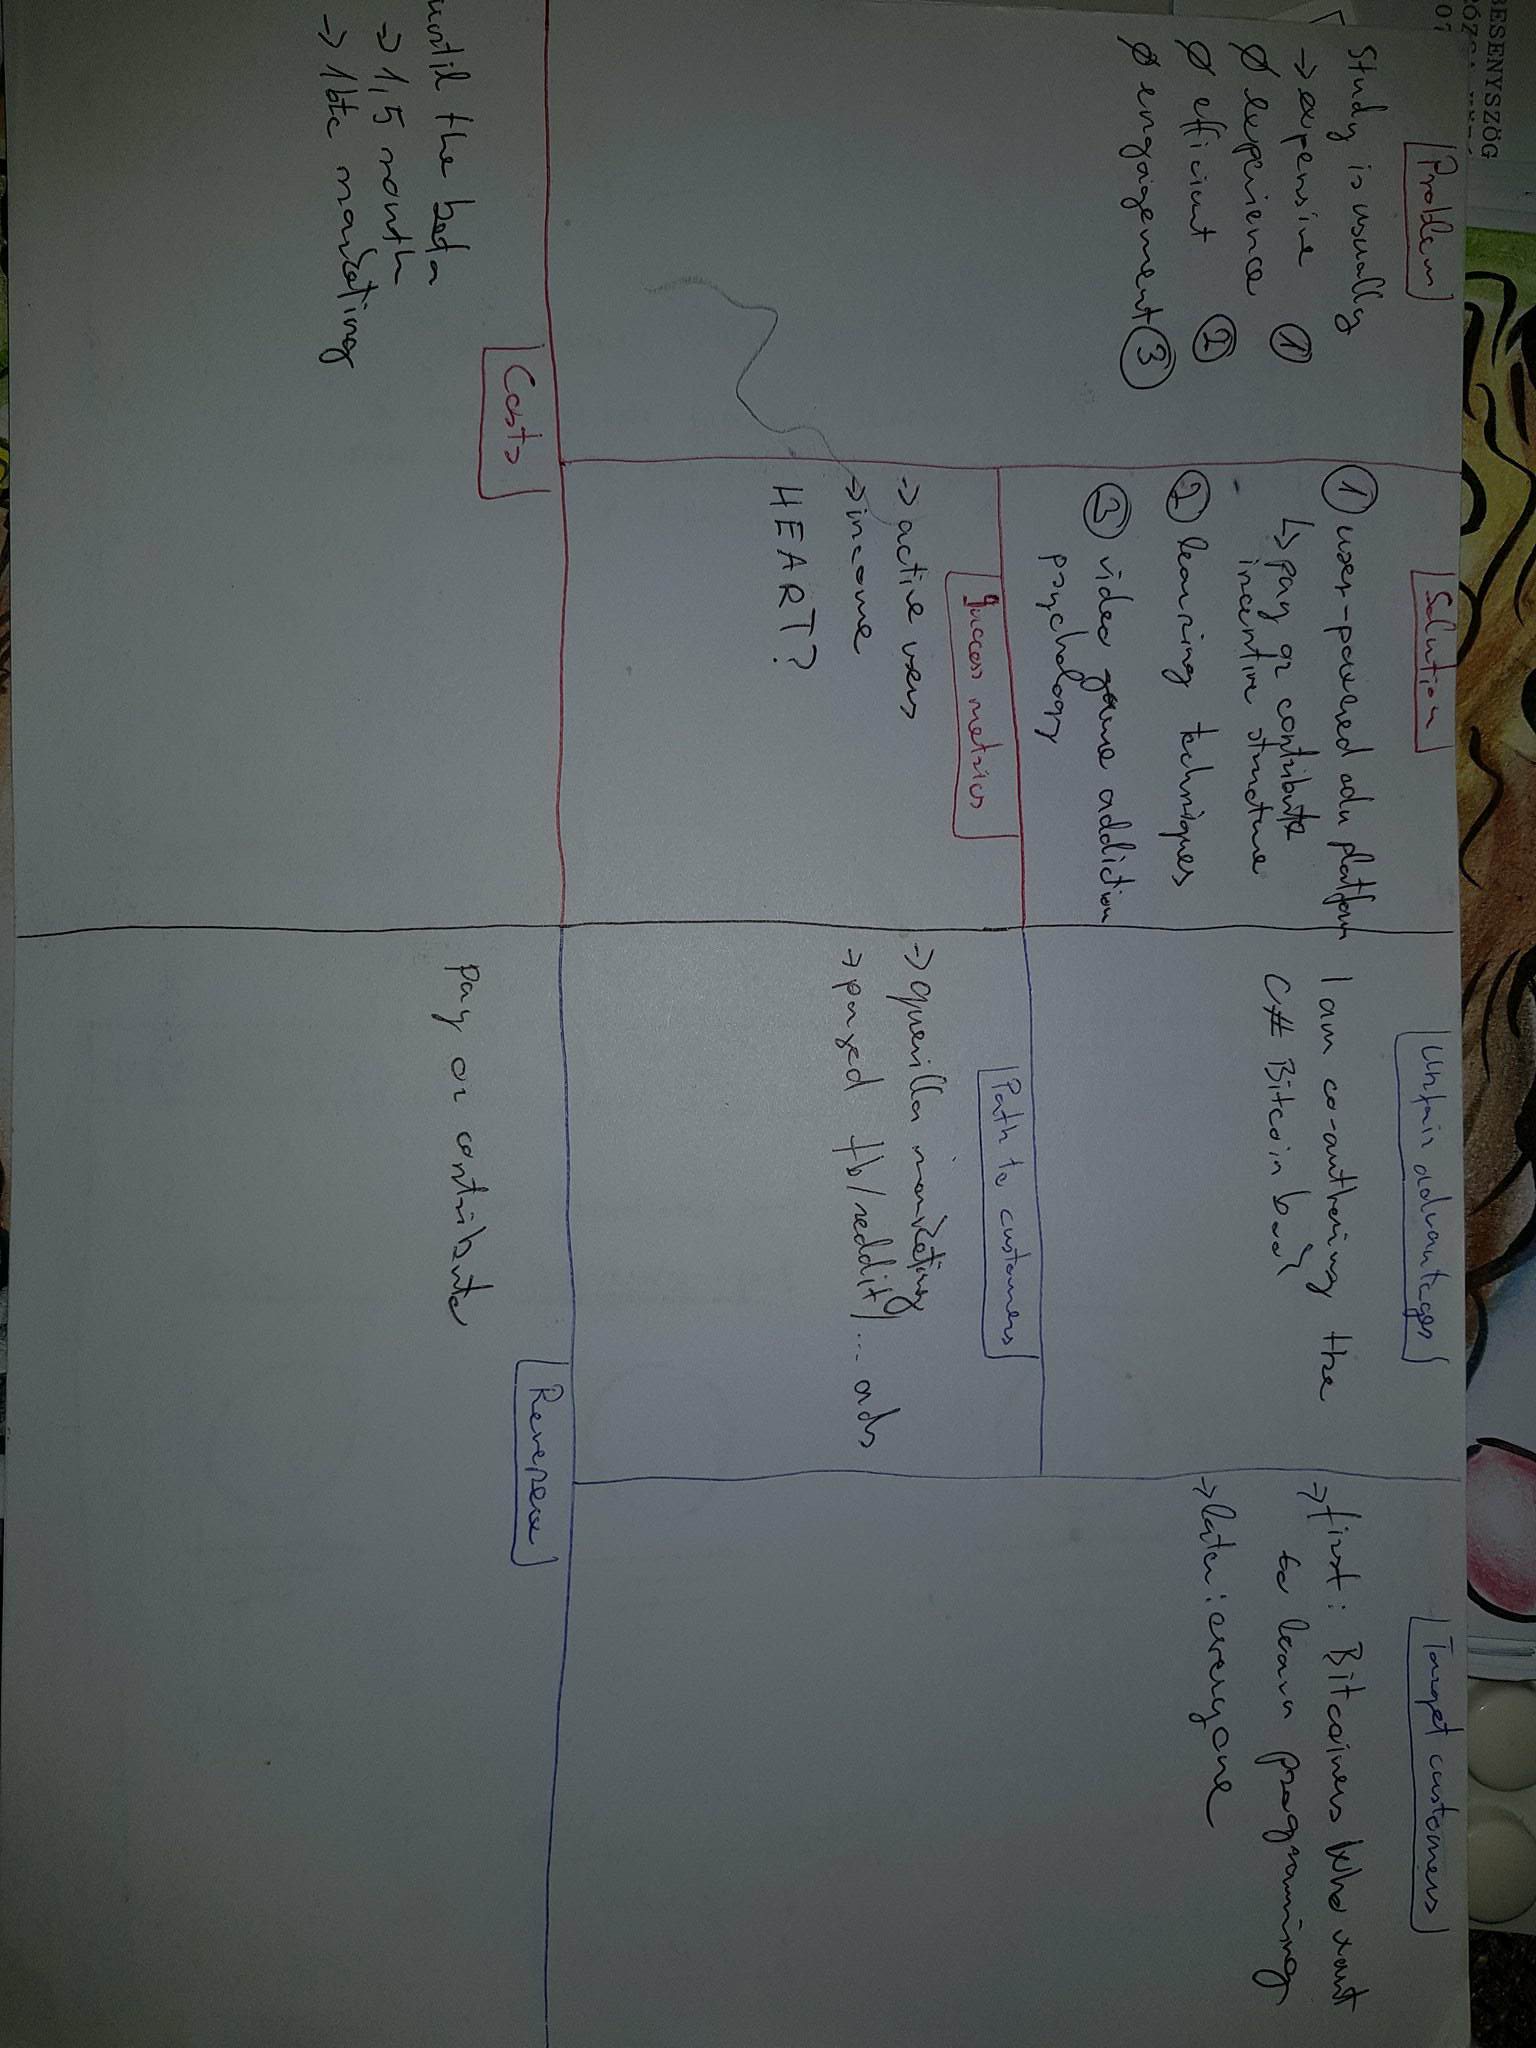 BESENYSZÖG
Problem
Study is usually
-> expensive ①
Ø experience
Ø efficient ②
Ø engagement ③
Solution
① user-powered edu platform
↳ pay or contribute
incentive structure
② learning techniques
③ video game addiction
psychology
Success metrics
-> active users
-> income
HEART?
Unfair advantages
I am co-authoring the
C# Bitcoin book
Path to customers
-> querilla marketing
-> payed fb/reddit/... ads
Target customers
-> first: Bitcoiners who want
to learn programming
-> later: everyone
Costs
until the beta
-> 1,5 month
-> 1btc marketing
Revenue
Pay or contribute